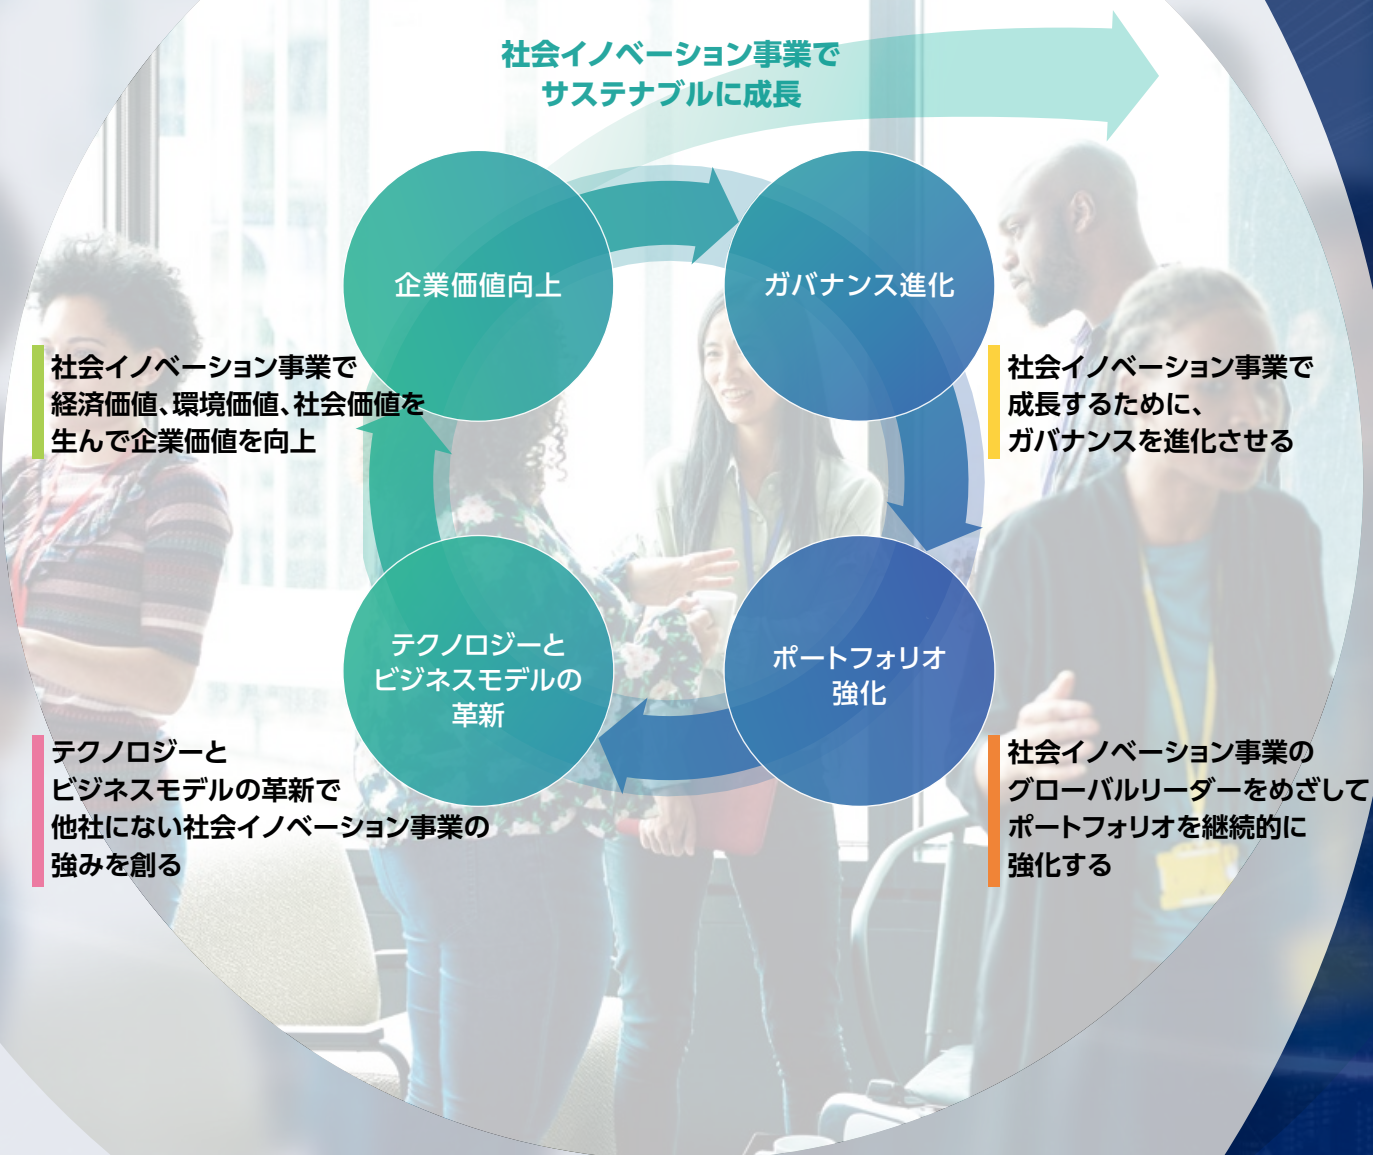 社会イノベーション事業で
サステナブルに成長
企業価値向上
ガバナンス進化
社会イノベーション事業で
経済価値、環境価値、社会価値を
生んで企業価値を向上
社会イノベーション事業で
成長するために、
ガバナンスを進化させる
テクノロジーと
ビジネスモデルの
革新
ポートフォリオ
強化
テクノロジーと
ビジネスモデルの革新で
他社にない社会イノベーション事業の
強みを創る
社会イノベーション事業の
グローバルリーダーをめざして
ポートフォリオを継続的に
強化する